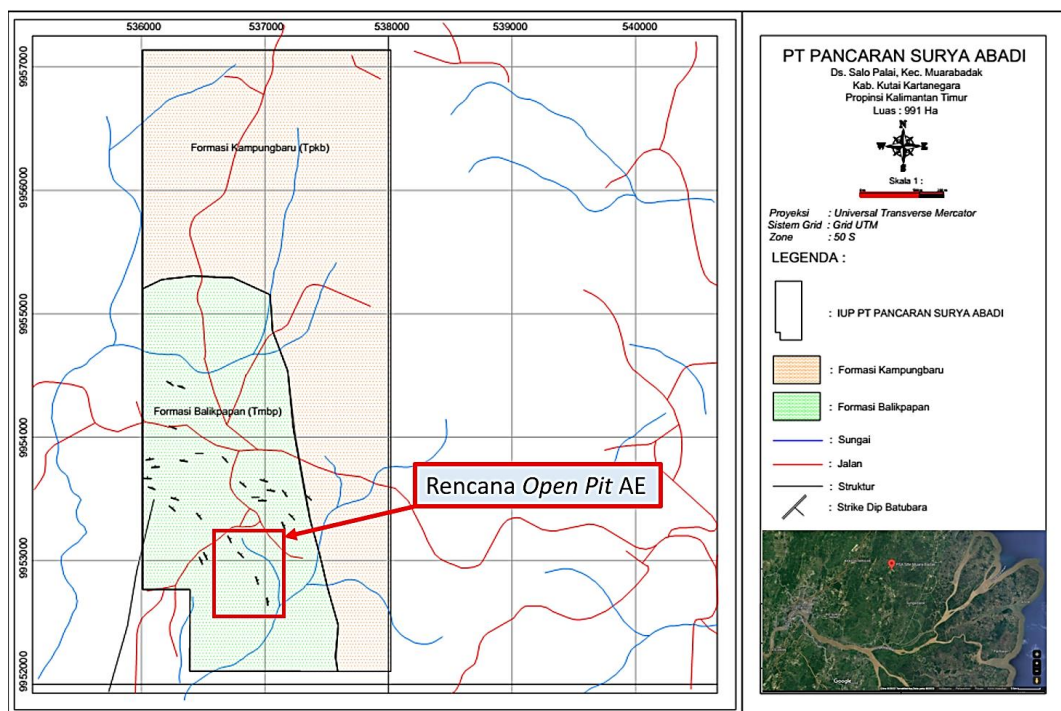 536000 537000 538000 539000 540000
9957000
9996000
9955000
9954000
9953000
9952000
Formasi Kampungbaru (Tpkb)
Formasi Balikpapan (Tmbp)
Rencana Open Pit AE
PT PANCARAN SURYA ABADI
Ds. Salo Palai, Kec. Muarabadak
Kab. Kutai Kartanegara
Propinsi Kalimantan Timur
Luas : 991 Ha
N
W E
S
Skala 1 :
Proyeksi : Universal Transverse Mercator
Sistem Grid : Grid UTM
Zone : 50 S
LEGENDA :
: IUP PT PANCARAN SURYA ABADI
: Formasi Kampungbaru
: Formasi Balikpapan
: Sungai
: Jalan
: Struktur
: Strike Dip Batubara
Google